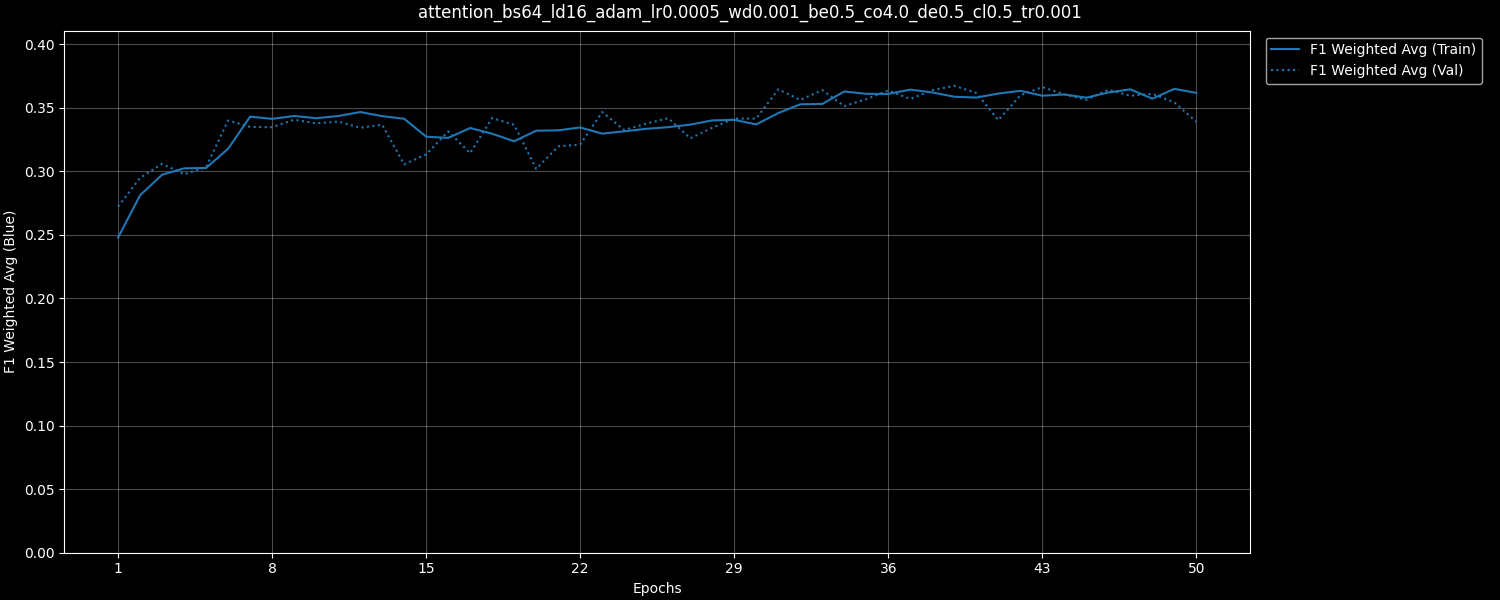 attention_bs64_ld16_adam_lr0.0005_wd0.001_be0.5_co4.0_de0.5_cl0.5_tr0.001
F1 Weighted Avg (Train)
F1 Weighted Avg (Val)
F1 Weighted Avg (Blue)
0.40
0.35
0.30
0.25
0.20
0.15
0.10
0.05
0.00
1 8 15 22 29 36 43 50
Epochs